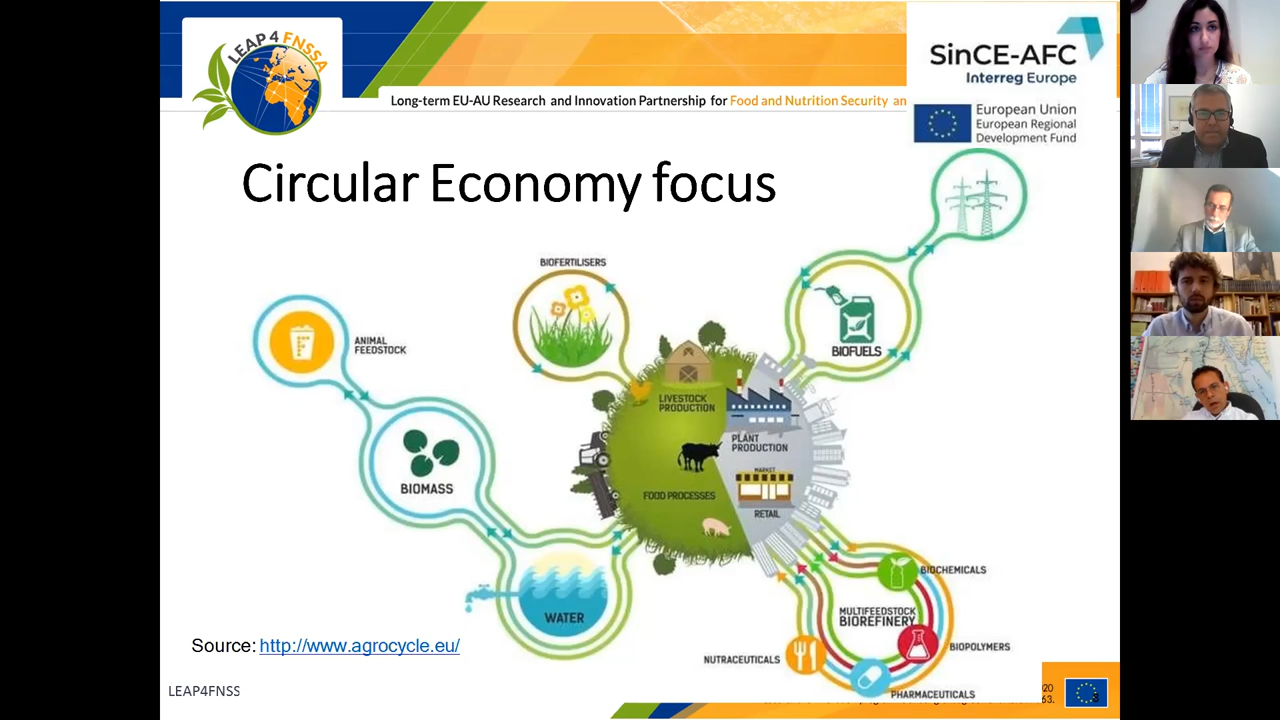 LEAP 4 FNSSA
SinCE-AFC
Interreg Europe
Long-term EU-AU Research and Innovation Partnership for Food and Nutrition Security an
European Union
European Regional
Development Fund
Circular Economy focus
BIOFERTILISERS
ANIMAL
FEEDSTOCK
BIOFUELS
LIVESTOCK
PRODUCTION
PLANT
PRODUCTION
BIOMASS
MARKET
FOOD PROCESSES
RETAIL
BIOCHEMICALS
WATER
MULTIFEEDSTOCK
BIOREFINERY
Source: http://www.agrocycle.eu/
BIOPOLYMERS
NUTRACEUTICALS
PHARMACEUTICALS
LEAP4FNSS
020
63.